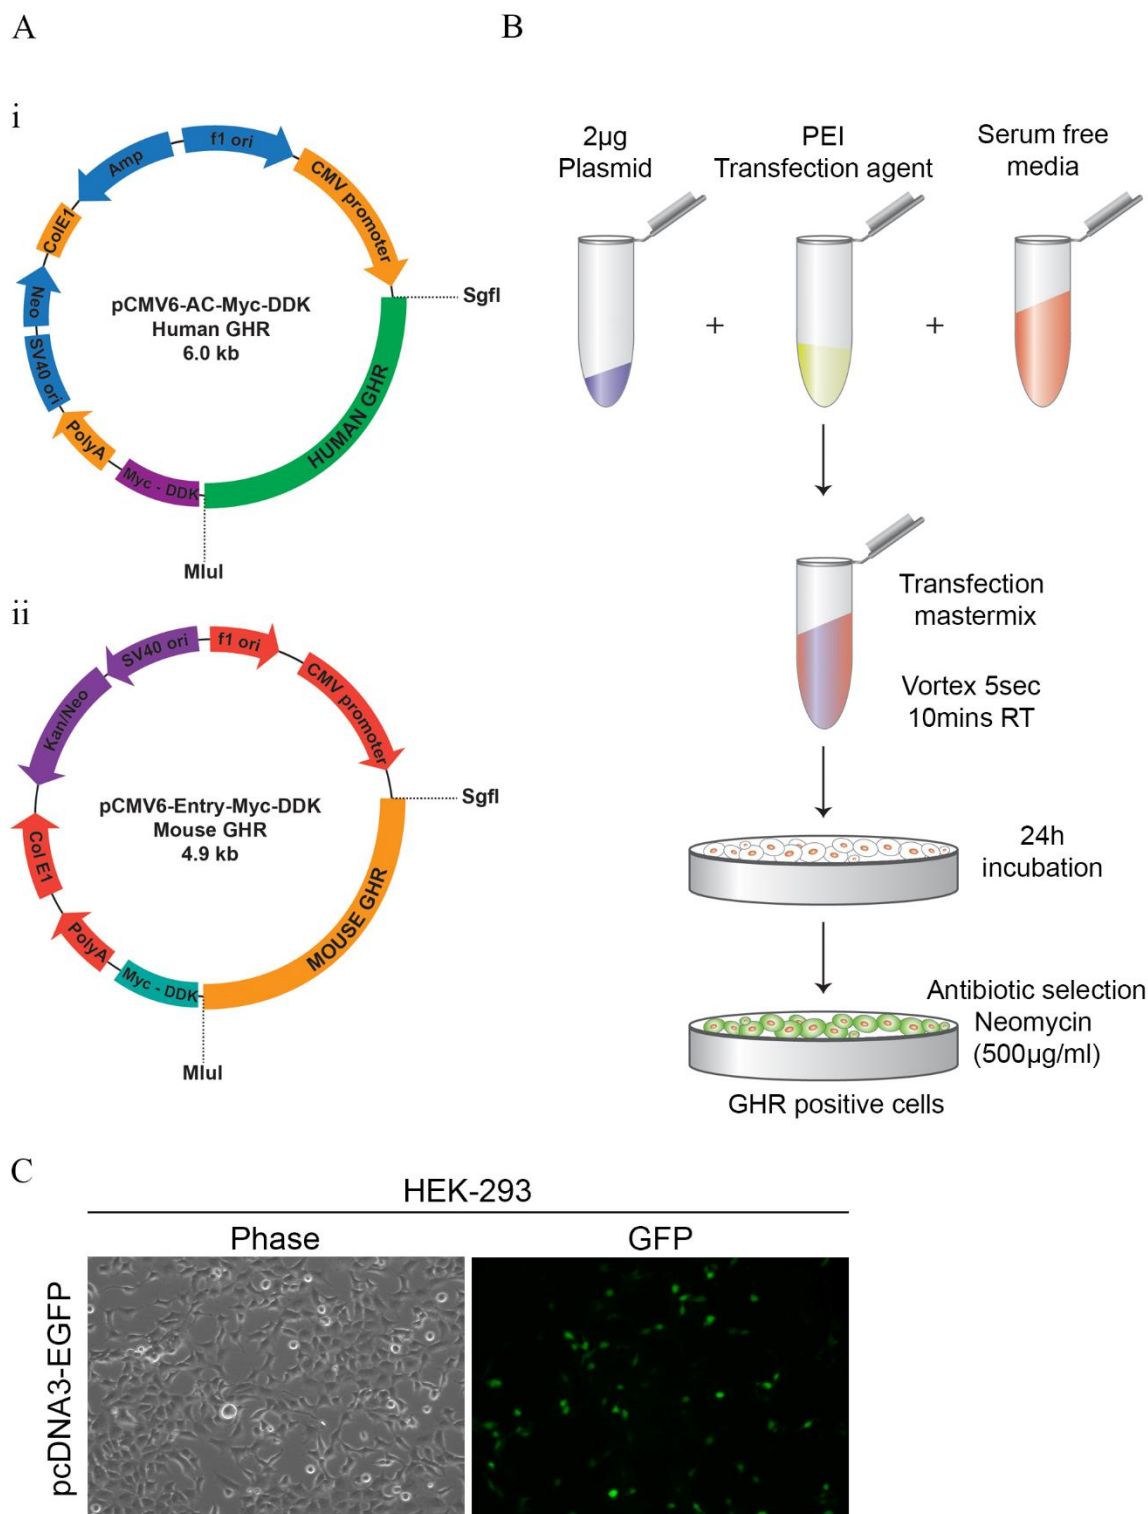 A
i
f1 ori
Amp
CMV promoter
ColE1
Neo
SV40 ori
PolyA
Myc - DDK
HUMAN GHR
pCMV6-AC-Myc-DDK
Human GHR
6.0 kb
SgfI
MluI
ii
SV40 ori
f1 ori
CMV promoter
Kan/Neo
Col E1
PolyA
Myc - DDK
MOUSE GHR
pCMV6-Entry-Myc-DDK
Mouse GHR
4.9 kb
SgfI
MluI
B
2µg
Plasmid
PEI
Transfection agent
Serum free
media
+
+
Transfection
mastermix
Vortex 5sec
10mins RT
24h
incubation
Antibiotic selection
Neomycin
(500µg/ml)
GHR positive cells
C
HEK-293
Phase
GFP
pcDNA3-EGFP